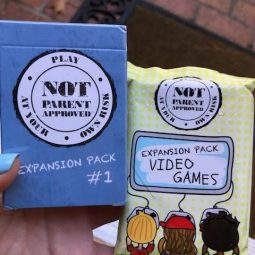 PLAY
AT YOUR OWN RISK
NOT
PARENT
APPROVED
EXPANSION PACK
#1
PLAY
AT YOUR OWN RISK
NOT
PARENT
APPROVED
EXPANSION PACK
VIDEO
GAMES